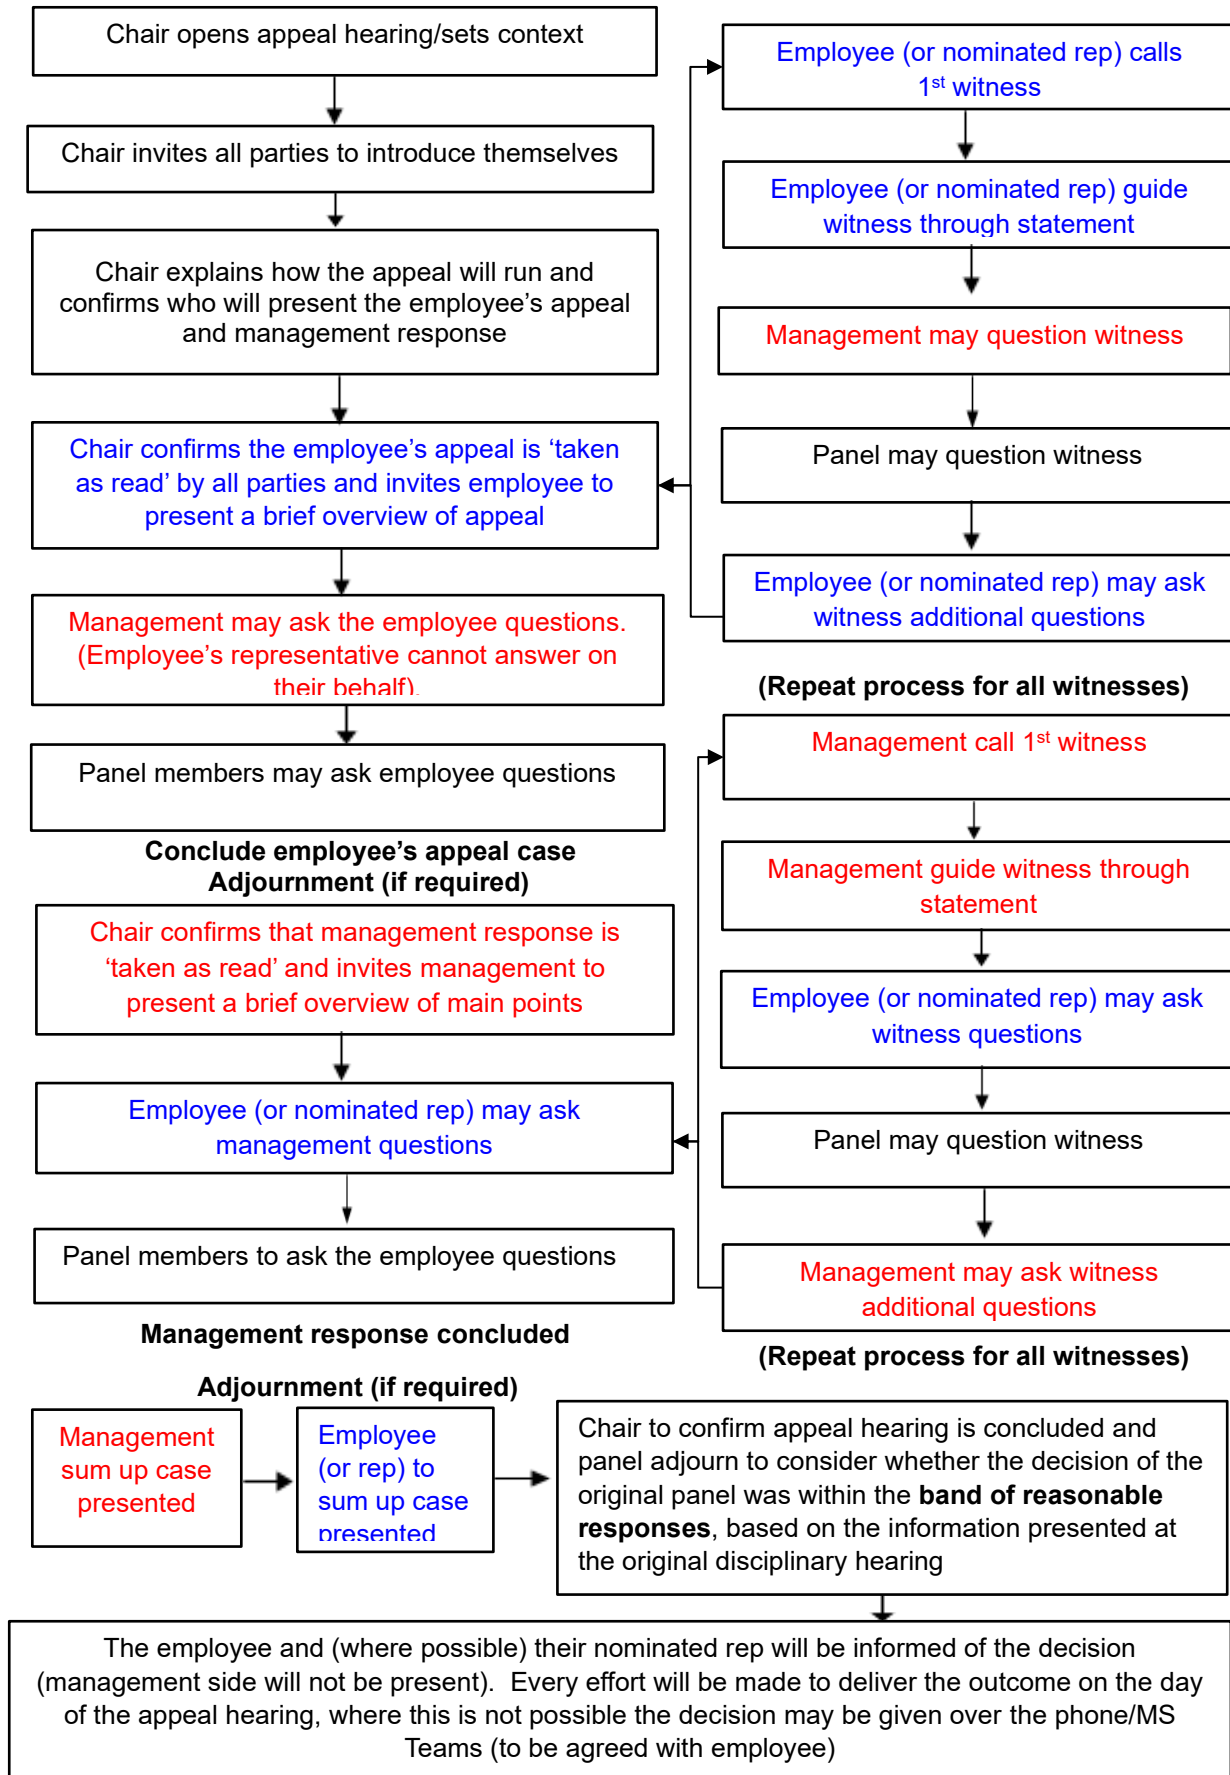 Chair opens appeal hearing/sets context
Chair invites all parties to introduce themselves
Chair explains how the appeal will run and
confirms who will present the employee’s appeal
and management response
Chair confirms the employee’s appeal is ‘taken
as read’ by all parties and invites employee to
present a brief overview of appeal
Management may ask the employee questions.
(Employee’s representative cannot answer on
their behalf).
Panel members may ask employee questions
Conclude employee’s appeal case
Adjournment (if required)
Employee (or nominated rep) calls
1st witness
Employee (or nominated rep) guide
witness through statement
Management may question witness
Panel may question witness
Employee (or nominated rep) may ask
witness additional questions
(Repeat process for all witnesses)
Chair confirms that management response is
‘taken as read’ and invites management to
present a brief overview of main points
Employee (or nominated rep) may ask
management questions
Panel members to ask the employee questions
Management response concluded
Adjournment (if required)
Management call 1st witness
Management guide witness through
statement
Employee (or nominated rep) may ask
witness questions
Panel may question witness
Management may ask witness
additional questions
(Repeat process for all witnesses)
Management
sum up case
presented
Employee
(or rep) to
sum up case
presented
Chair to confirm appeal hearing is concluded and
panel adjourn to consider whether the decision of the
original panel was within the band of reasonable
responses, based on the information presented at
the original disciplinary hearing
The employee and (where possible) their nominated rep will be informed of the decision
(management side will not be present).  Every effort will be made to deliver the outcome on the day
of the appeal hearing, where this is not possible the decision may be given over the phone/MS
Teams (to be agreed with employee)